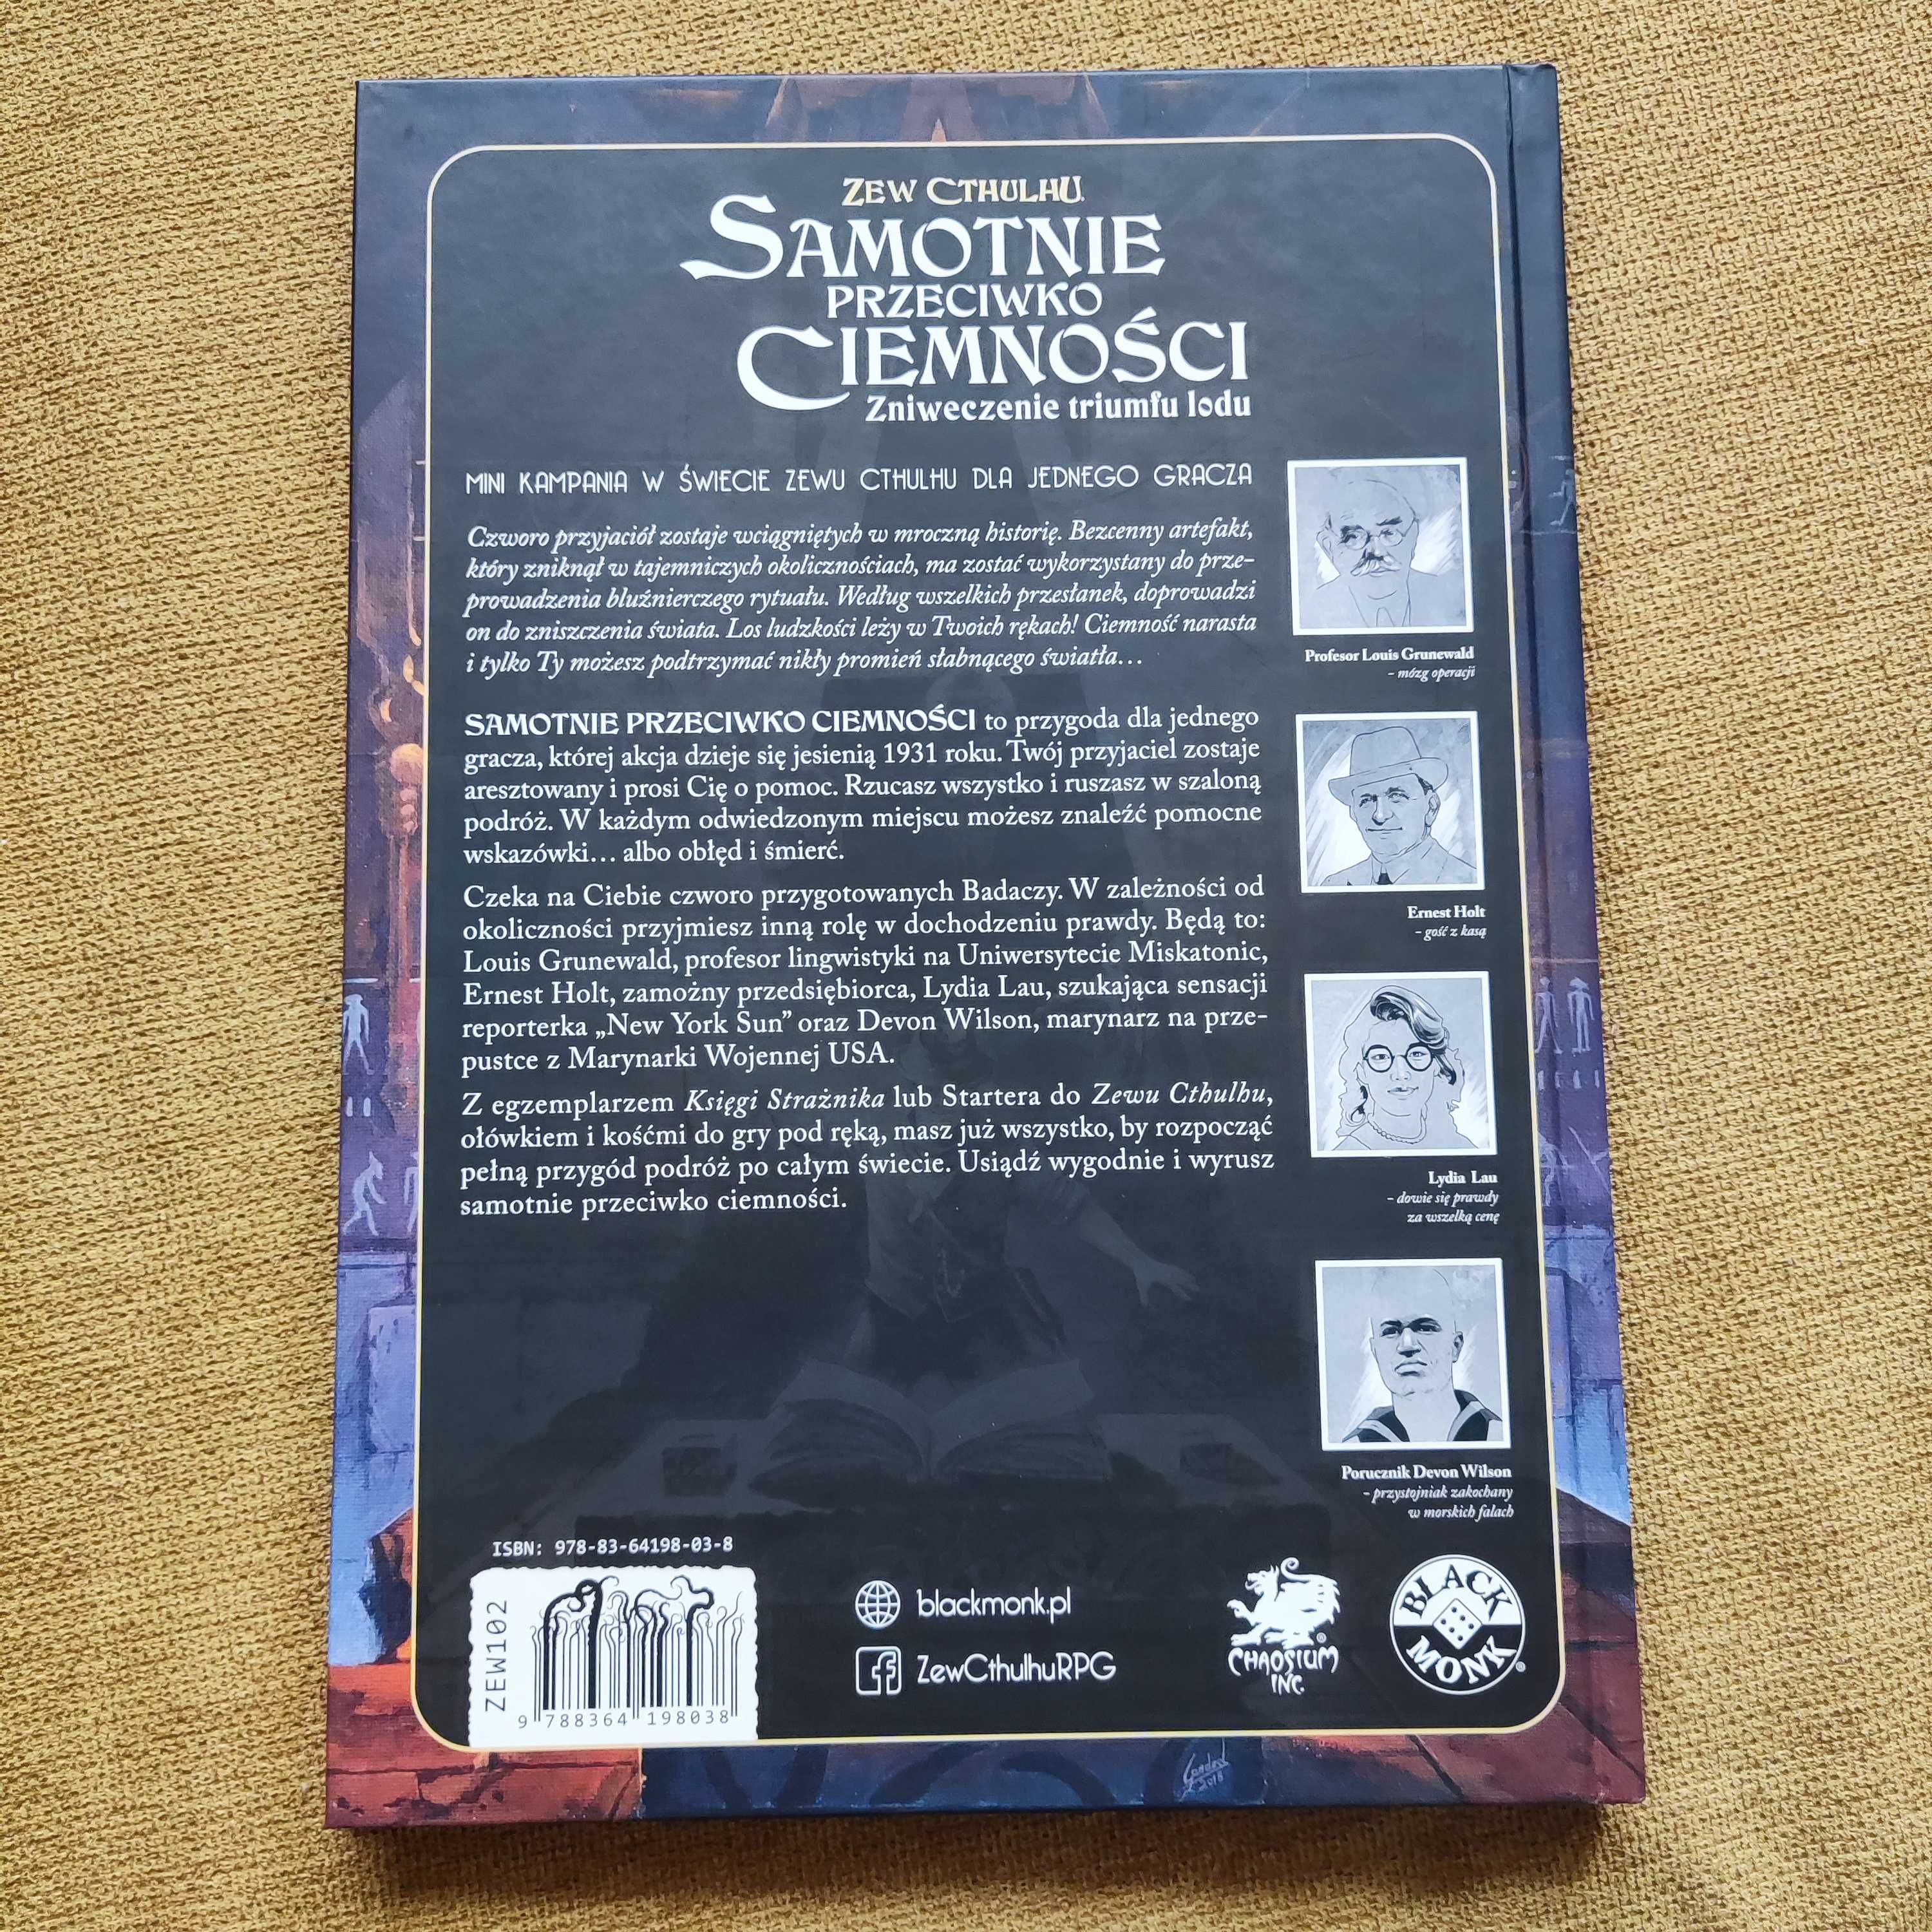 ZEW CTHULHU
SAMOTNIE
PRZECIWKO
CIEMNOŚCI
Zniweczenie triumfu lodu
MINI KAMPANIA W ŚWIECIE ZEWU CTHULHU DLA JEDNEGO GRACZA
Czworo przyjaciół zostaje wciągniętych w mroczną historię. Bezcenny artefakt,
który zniknął w tajemniczych okolicznościach, ma zostać wykorzystany do prze-
prowadzenia bluźnierczego rytuału. Według wszelkich przesłanek, doprowadzi
on do zniszczenia świata. Los ludzkości leży w Twoich rękach! Ciemność narasta
i tylko Ty możesz podtrzymać nikły promień słabnącego światła...
SAMOTNIE PRZECIWKO CIEMNOŚCI to przygoda dla jednego
gracza, której akcja dzieje się jesienią 1931 roku. Twój przyjaciel zostaje
aresztowany i prosi Cię o pomoc. Rzucasz wszystko i ruszasz w szaloną
podróż. W każdym odwiedzonym miejscu możesz znaleźć pomocne
wskazówki... albo obłęd i śmierć.
Czeka na Ciebie czworo przygotowanych Badaczy. W zależności od
okoliczności przyjmiesz inną rolę w dochodzeniu prawdy. Będą to:
Louis Grunewald, profesor lingwistyki na Uniwersytecie Miskatonic,
Ernest Holt, zamożny przedsiębiorca, Lydia Lau, szukająca sensacji
reporterka „New York Sun” oraz Devon Wilson, marynarz na prze-
pustce z Marynarki Wojennej USA.
Z egzemplarzem Księgi Strażnika lub Startera do Zewu Cthulhu,
ołówkiem i kośćmi do gry pod ręką, masz już wszystko, by rozpocząć
pełną przygód podróż po całym świecie. Usiądź wygodnie i wyrusz
samotnie przeciwko ciemności.
Profesor Louis Grunewald
- mózg operacji
Ernest Holt
- gość z kasą
Lydia Lau
- dowie się prawdy
za wszelką cenę
Porucznik Devon Wilson
- przystojniak zakochany
w morskich falach
ISBN: 978-83-64198-03-8
ZEW102
9 788364 198038
blackmonk.pl
ZewCthulhuRPG
CHAOSIUM
INC.
BLACK
MONK
2018